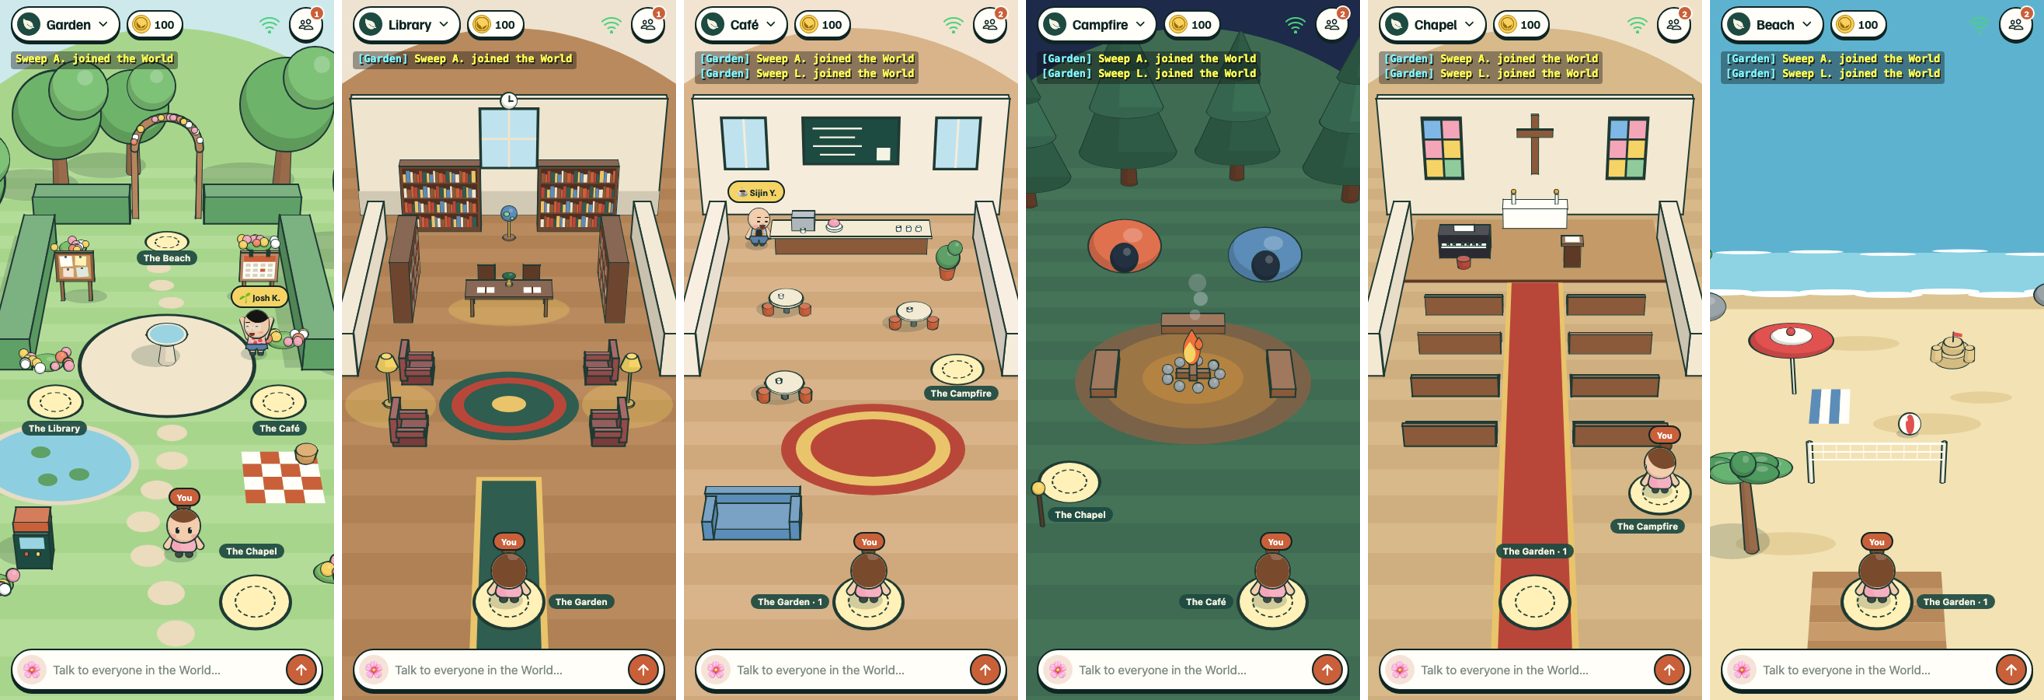 Garden
100
1
Sweep A. joined the World
The Beach
Josh K.
The Library
The Café
You
The Chapel
Talk to everyone in the World...
Library
100
1
[Garden] Sweep A. joined the World
You
The Garden
Talk to everyone in the World...
Café
100
2
[Garden] Sweep A. joined the World
[Garden] Sweep L. joined the World
Sijin Y.
The Campfire
You
The Garden · 1
Talk to everyone in the World...
Campfire
100
2
[Garden] Sweep A. joined the World
[Garden] Sweep L. joined the World
The Chapel
You
The Café
Talk to everyone in the World...
Chapel
100
2
[Garden] Sweep A. joined the World
[Garden] Sweep L. joined the World
You
The Campfire
The Garden · 1
Talk to everyone in the World...
Beach
100
2
[Garden] Sweep A. joined the World
[Garden] Sweep L. joined the World
You
The Garden · 1
Talk to everyone in the World...